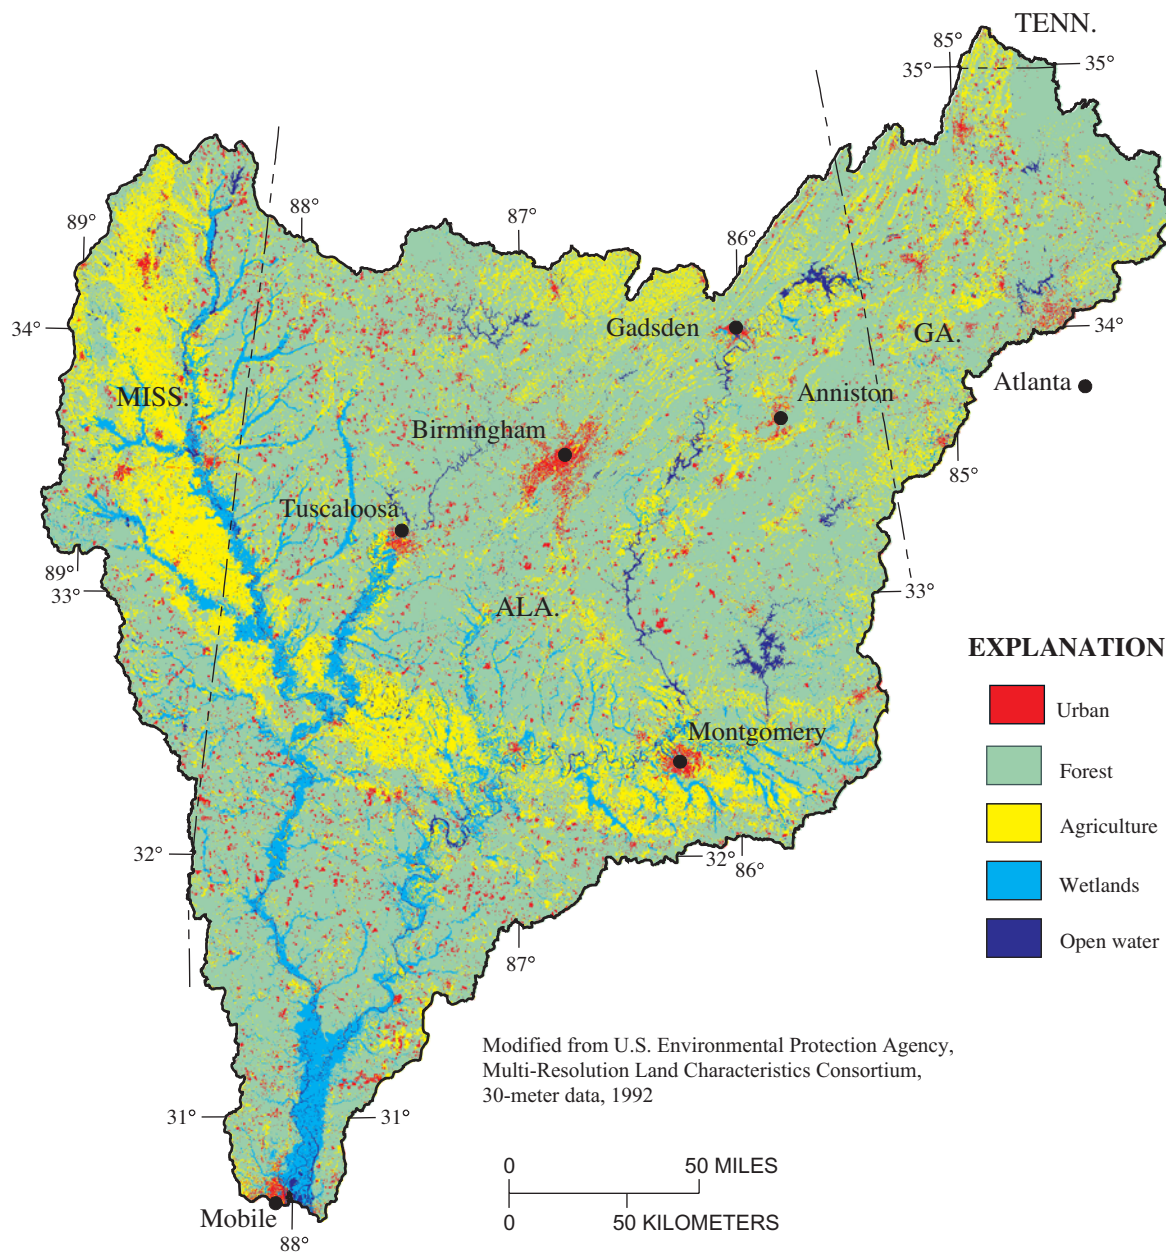 TENN.
85°
35°
35°
88°
87°
89°
86°
34°
Gadsden
GA.
34°
MISS.
Anniston
Atlanta
Birmingham
85°
Tuscaloosa
89°
33°
33°
ALA.
EXPLANATION
Urban
Montgomery
Forest
Agriculture
32°
32°
86°
Wetlands
Open water
87°
Modified from U.S. Environmental Protection Agency,
Multi-Resolution Land Characteristics Consortium,
30-meter data, 1992
31°
31°
0
50 MILES
0
50 KILOMETERS
Mobile
88°